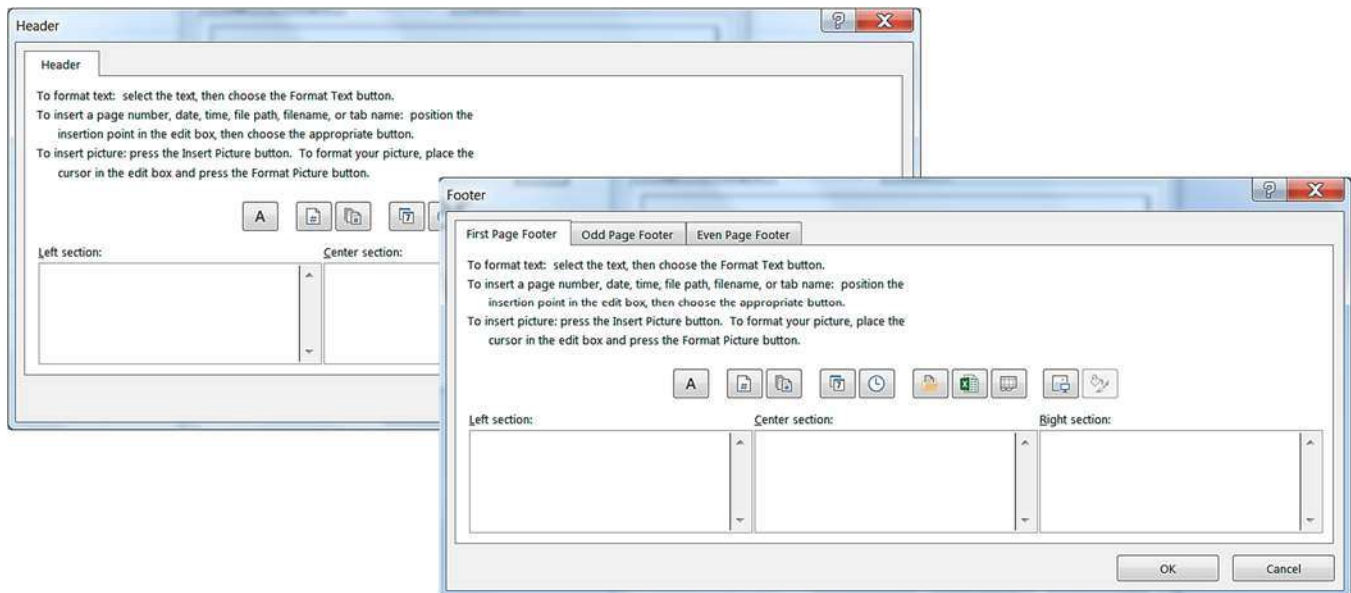 Header
Header
To format text: select the text, then choose the Format Text button.
To insert a page number, date, time, file path, filename, or tab name: position the
insertion point in the edit box, then choose the appropriate button.
To insert picture: press the Insert Picture button. To format your picture, place the
cursor in the edit box and press the Format Picture button.
A
Left section:
Center section:
Footer
First Page Footer
Odd Page Footer
Even Page Footer
To format text: select the text, then choose the Format Text button.
To insert a page number, date, time, file path, filename, or tab name: position the
insertion point in the edit box, then choose the appropriate button.
To insert picture: press the Insert Picture button. To format your picture, place the
cursor in the edit box and press the Format Picture button.
A
Left section:
Center section:
Right section:
OK
Cancel